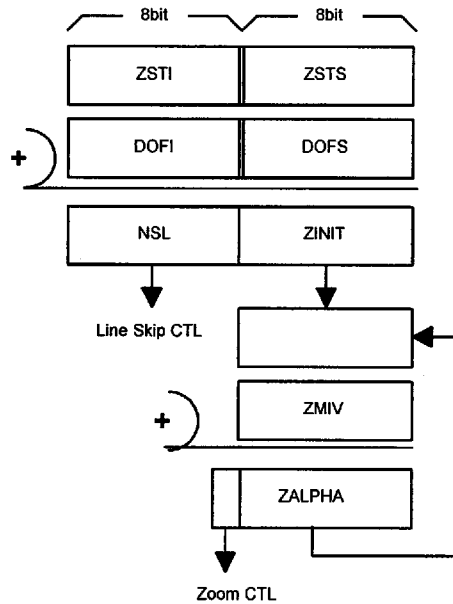 8bit 8bit
ZSTI ZSTS
+ DOFI DOFS
NSL ZINIT
Line Skip CTL
+ ZMIV
ZALPHA
Zoom CTL